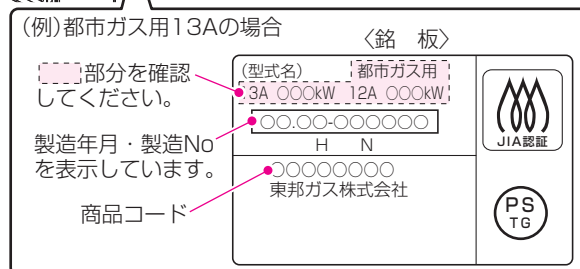 (例)都市ガス用13Aの場合
〈銘 板〉
部分を確認
してください。
製造年月・製造No
を表示しています。
商品コード
(型式名) 都市ガス用
13A ○○○kW 12A ○○○kW
○○.○○-○○○○○○
H N
○○○○○○○○
東邦ガス株式会社
JIA認証
PS
TG